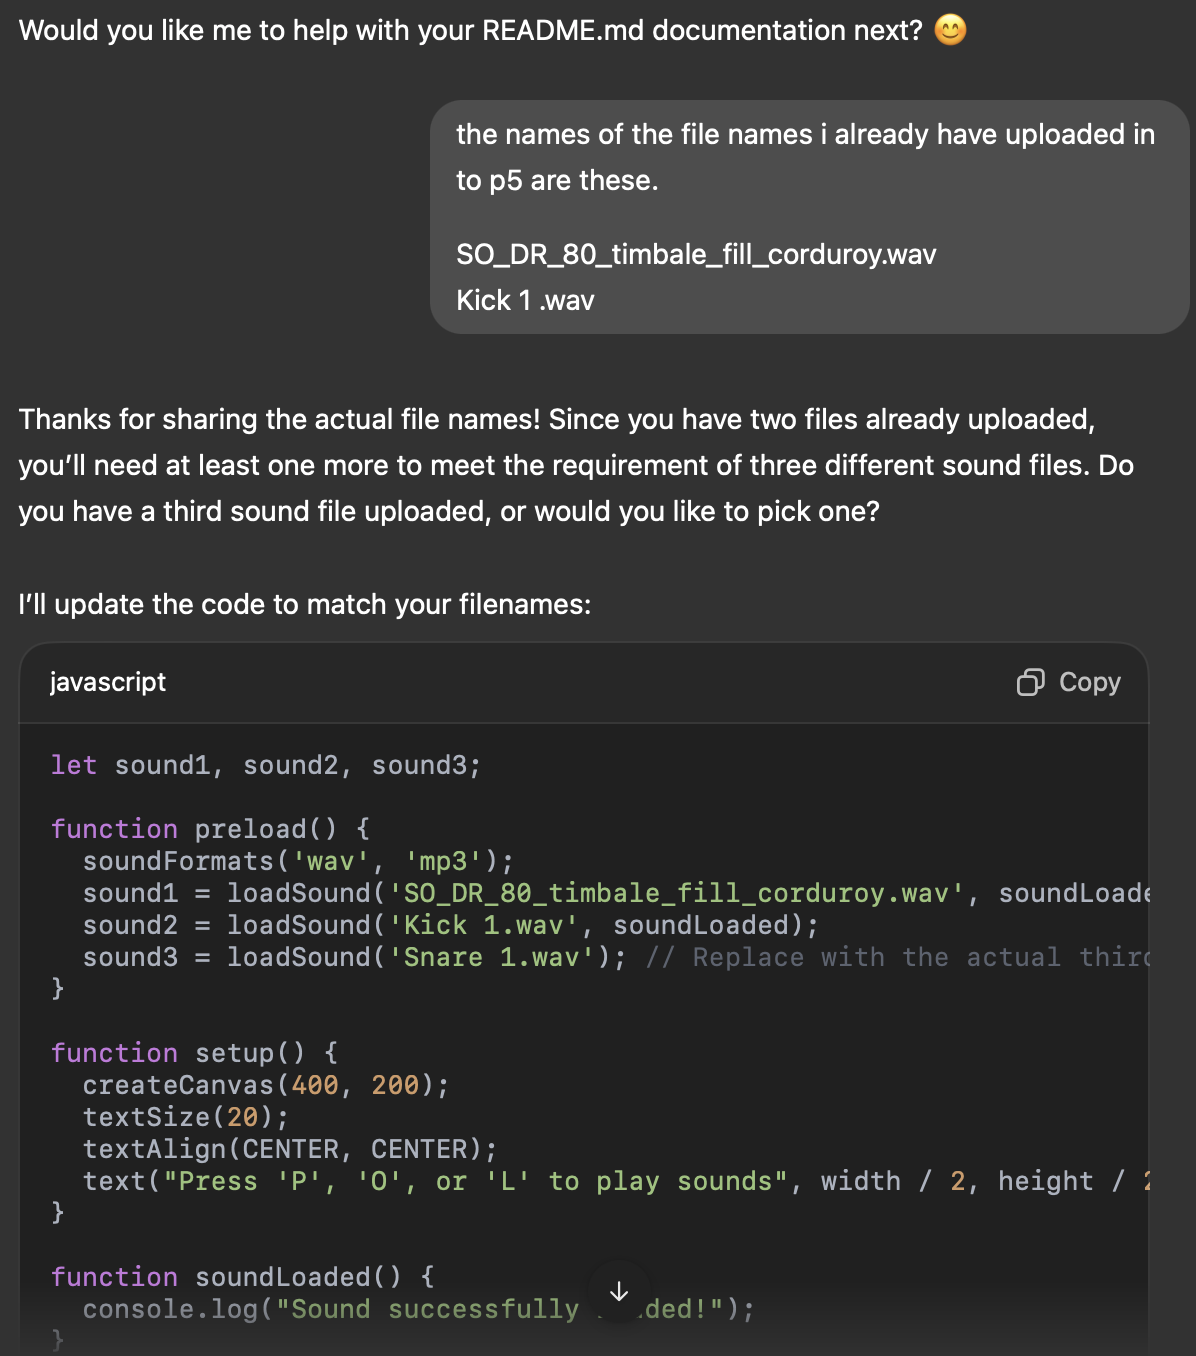 Would you like me to help with your README.md documentation next? 😊
the names of the file names i already have uploaded in
to p5 are these.
SO_DR_80_timbale_fill_corduroy.wav
Kick 1 .wav
Thanks for sharing the actual file names! Since you have two files already uploaded,
you’ll need at least one more to meet the requirement of three different sound files. Do
you have a third sound file uploaded, or would you like to pick one?
I’ll update the code to match your filenames:
javascript
Copy
let sound1, sound2, sound3;
function preload() {
  soundFormats('wav', 'mp3');
  sound1 = loadSound('SO_DR_80_timbale_fill_corduroy.wav', soundLoade
  sound2 = loadSound('Kick 1.wav', soundLoaded);
  sound3 = loadSound('Snare 1.wav'); // Replace with the actual third
}
function setup() {
  createCanvas(400, 200);
  textSize(20);
  textAlign(CENTER, CENTER);
  text("Press 'P', 'O', or 'L' to play sounds", width / 2, height / 2
}
function soundLoaded() {
  console.log("Sound successfully ded!");
}